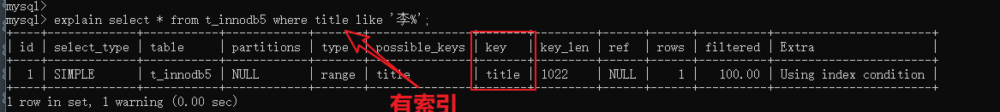 mysql>
mysql> explain select * from t_innodb5 where title like '李%';
+----+-------------+-----------+------------+-------+---------------+-------+---------+------+------+----------+-----------------------+
| id | select_type | table     | partitions | type  | possible_keys | key   | key_len | ref  | rows | filtered | Extra                 |
+----+-------------+-----------+------------+-------+---------------+-------+---------+------+------+----------+-----------------------+
|  1 | SIMPLE      | t_innodb5 | NULL       | range | title         | title | 1022    | NULL |    1 |   100.00 | Using index condition |
+----+-------------+-----------+------------+-------+---------------+-------+---------+------+------+----------+-----------------------+
1 row in set, 1 warning (0.00 sec)
有索引